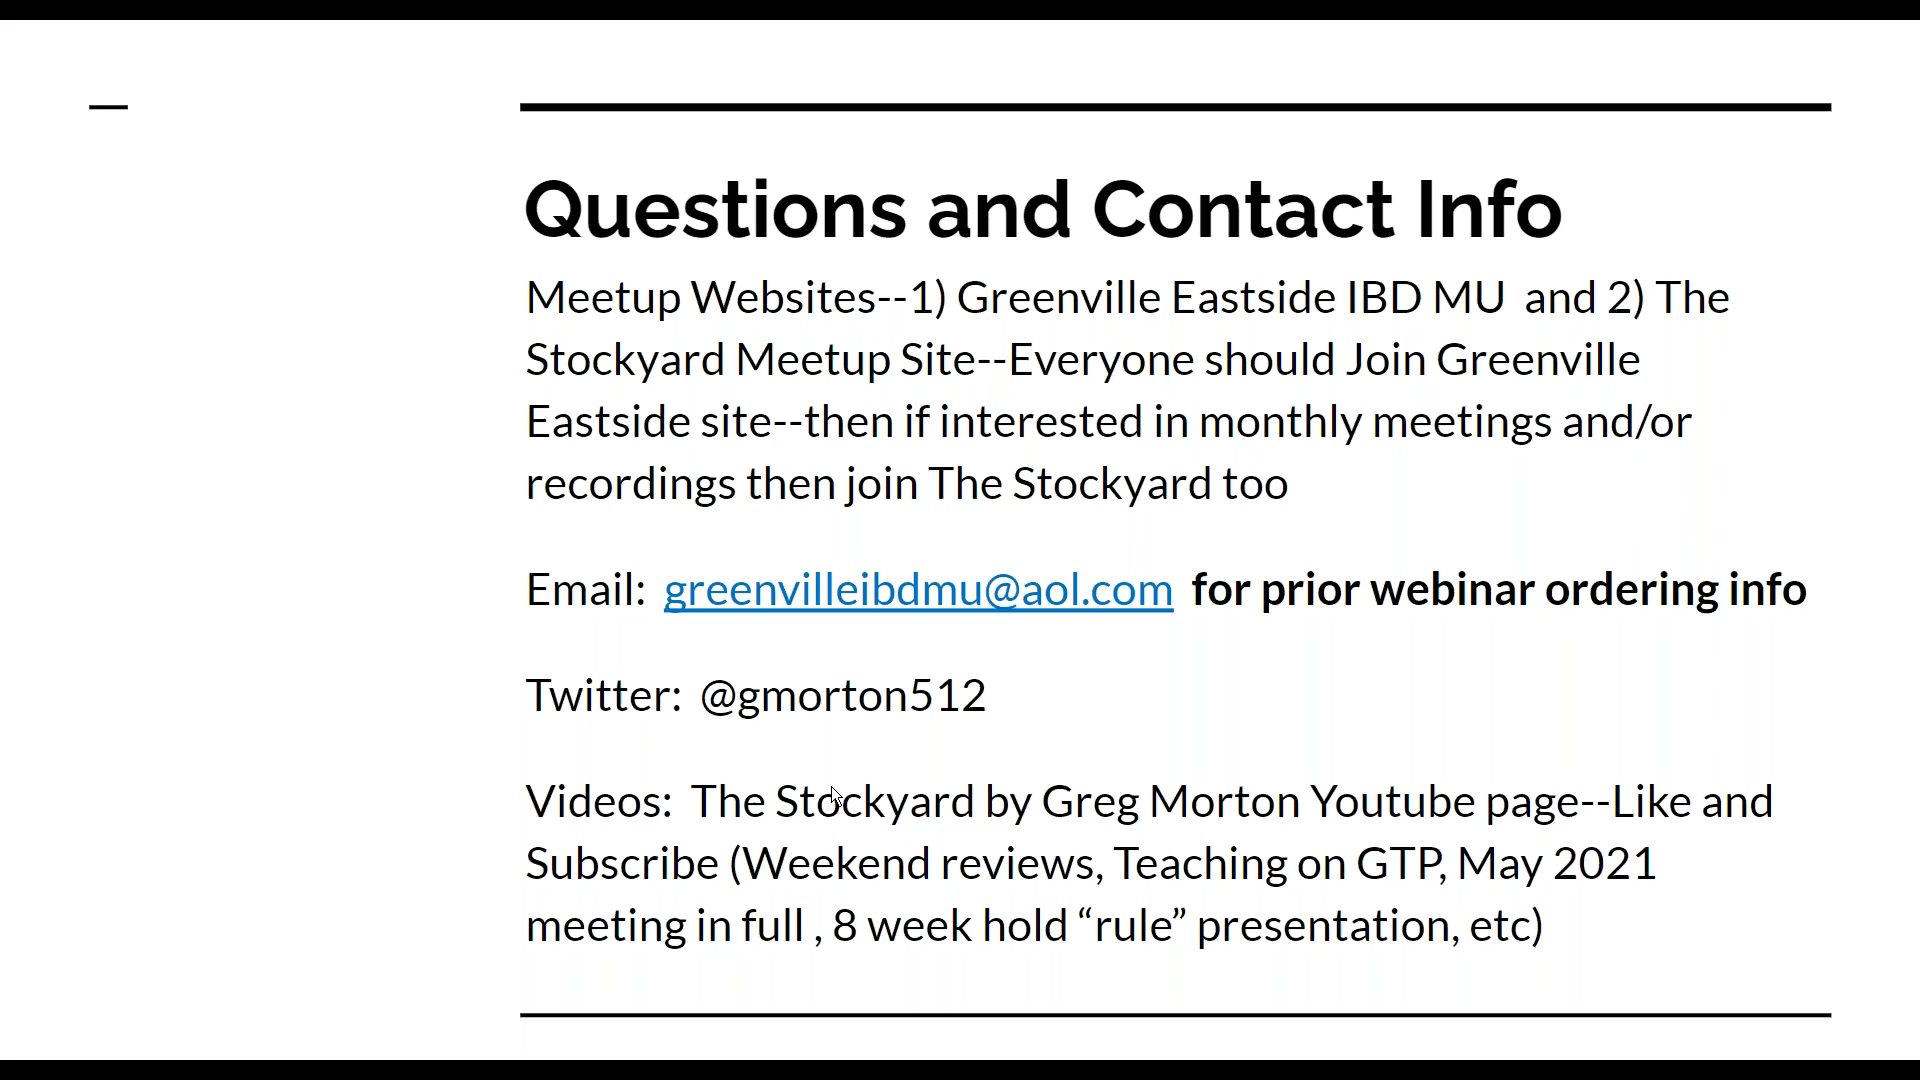 Questions and Contact Info
Meetup Websites--1) Greenville Eastside IBD MU  and 2) The
Stockyard Meetup Site--Everyone should Join Greenville
Eastside site--then if interested in monthly meetings and/or
recordings then join The Stockyard too
Email:  greenvilleibdmu@aol.com  for prior webinar ordering info
Twitter:  @gmorton512
Videos:  The Stockyard by Greg Morton Youtube page--Like and
Subscribe (Weekend reviews, Teaching on GTP, May 2021
meeting in full , 8 week hold “rule” presentation, etc)